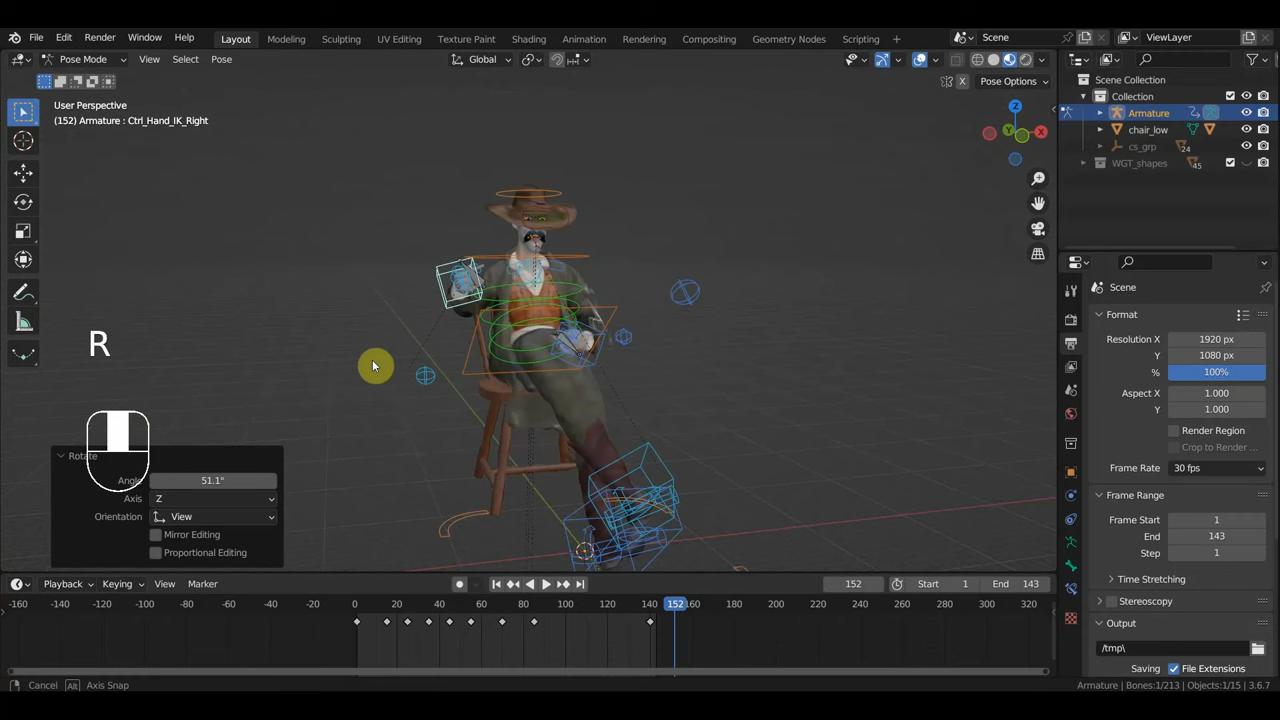 File Edit Render Window Help Layout Modeling Sculpting UV Editing Texture Paint Shading Animation Rendering Compositing Geometry Nodes Scripting + Scene ViewLayer
Pose Mode View Select Pose Global
X Pose Options
User Perspective
(152) Armature : Ctrl_Hand_IK_Right
Scene Collection
Collection
Armature
chair_low
cs_grp 24
WGT_shapes 45
Z
Y X
R
Rotate
Angle 51.1°
Axis Z
Orientation View
Mirror Editing
Proportional Editing
Scene
Format
Resolution X 1920 px
Y 1080 px
% 100%
Aspect X 1.000
Y 1.000
Render Region
Crop to Render ...
Frame Rate 30 fps
Frame Range
Frame Start 1
End 143
Step 1
Time Stretching
Stereoscopy
Output
/tmp\
Saving File Extensions
Playback Keying View Marker 152 Start 1 End 143
-160 -140 -120 -100 -80 -60 -40 -20 0 20 40 60 80 100 120 140 152 160 180 200 220 240 260 280 300 320
Cancel Alt Axis Snap Armature | Bones:1/213 | Objects:1/15 | 3.6.7